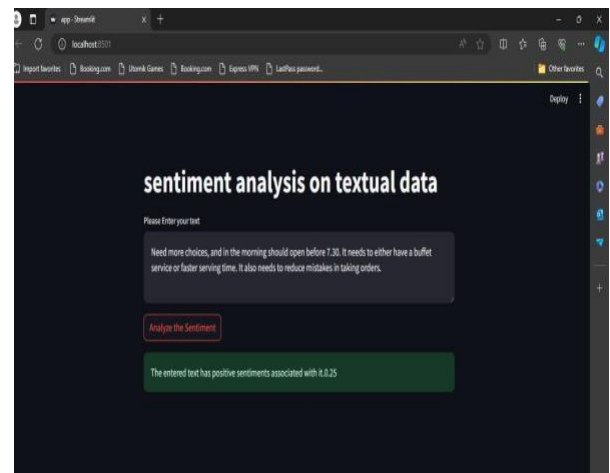 app · Streamlit
localhost:8501
Import favorites Booking.com Utomik Games Booking.com Express VPN LastPass password... Other favorites
Deploy
sentiment analysis on textual data
Please Enter your text
Need more choices, and in the morning should open before 7.30. It needs to either have a buffet
service or faster serving time. It also needs to reduce mistakes in taking orders.
Analyze the Sentiment
The entered text has positive sentiments associated with it.0.25